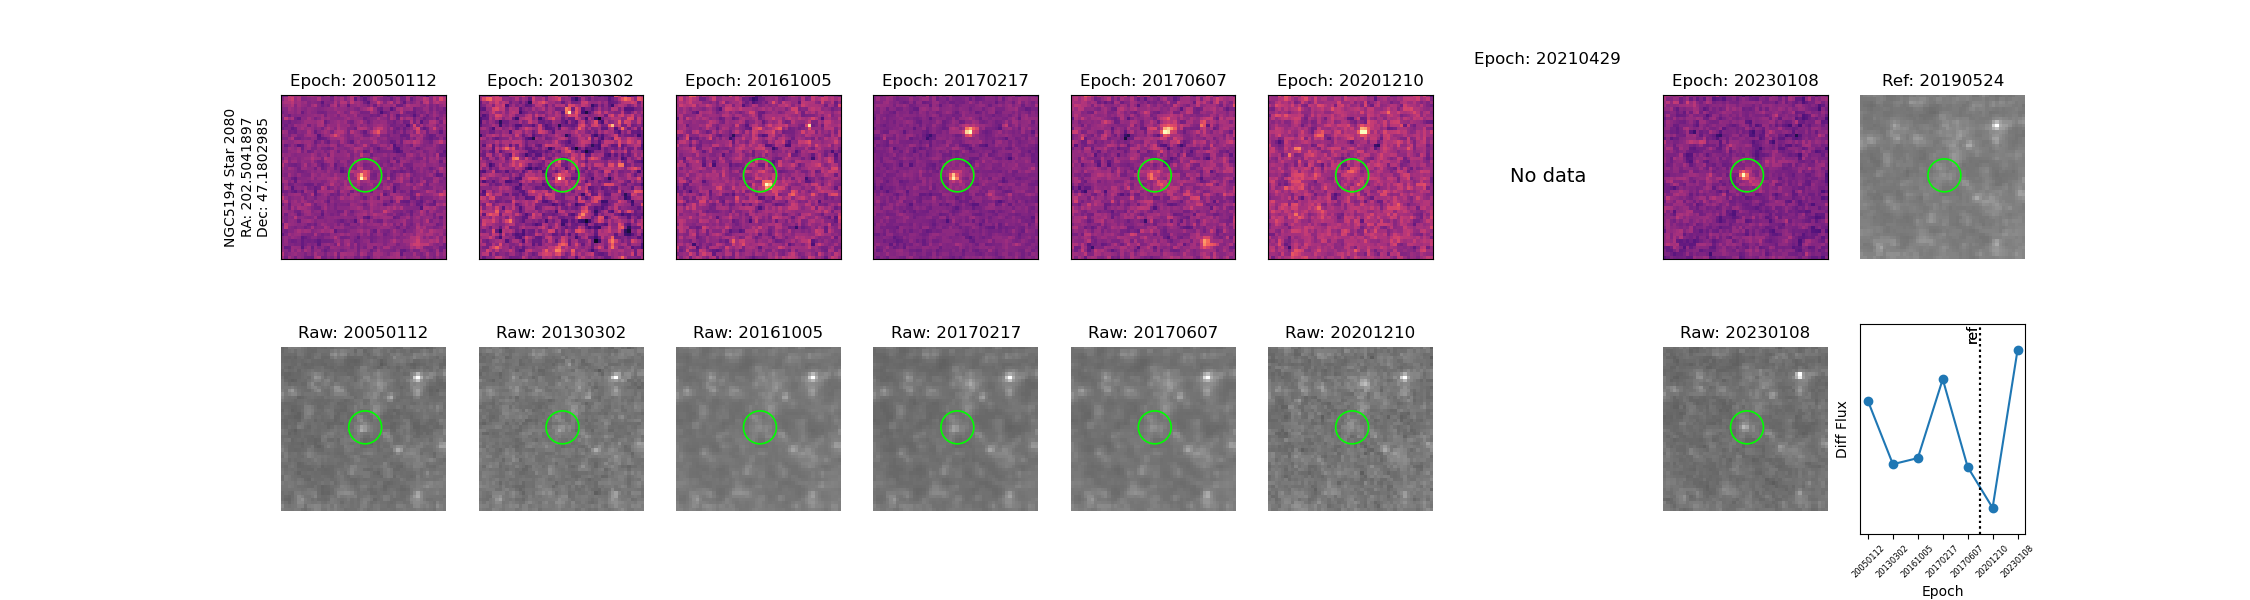 NGC5194 Star 2080
RA: 202.5041897
Dec: 47.1802985
Epoch: 20050112
Epoch: 20130302
Epoch: 20161005
Epoch: 20170217
Epoch: 20170607
Epoch: 20201210
Epoch: 20210429
No data
Epoch: 20230108
Ref: 20190524
Raw: 20050112
Raw: 20130302
Raw: 20161005
Raw: 20170217
Raw: 20170607
Raw: 20201210
Raw: 20230108
Diff Flux
ref
20050112
20130302
20161005
20170217
20170607
20201210
20230108
Epoch